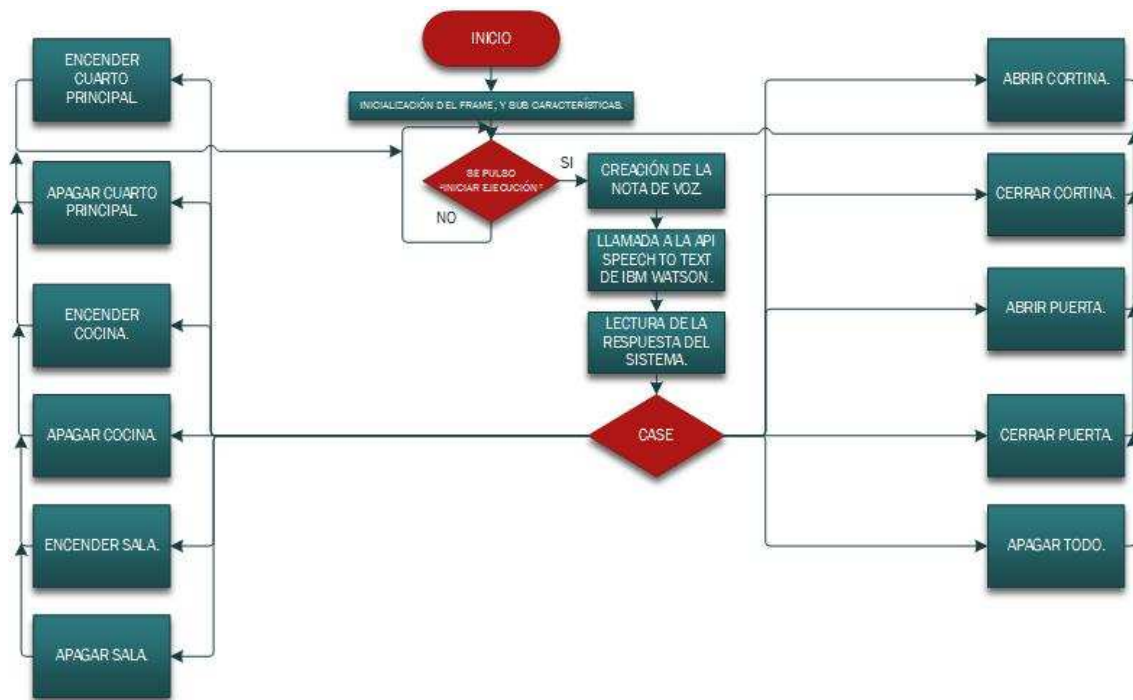 INICIO
INICIALIZACIÓN DEL FRAME, Y SUS CARACTERÍSTICAS.
SE PULSO
"INICIAR EJECUCIÓN"
SI
NO
CREACIÓN DE LA
NOTA DE VOZ.
LLAMADA A LA API
SPEECH TO TEXT
DE IBM WATSON.
LECTURA DE LA
RESPUESTA DEL
SISTEMA.
CASE
ENCENDER
CUARTO
PRINCIPAL.
APAGAR CUARTO
PRINCIPAL.
ENCENDER
COCINA.
APAGAR COCINA.
ENCENDER SALA.
APAGAR SALA.
ABRIR CORTINA.
CERRAR CORTINA.
ABRIR PUERTA.
CERRAR PUERTA.
APAGAR TODO.